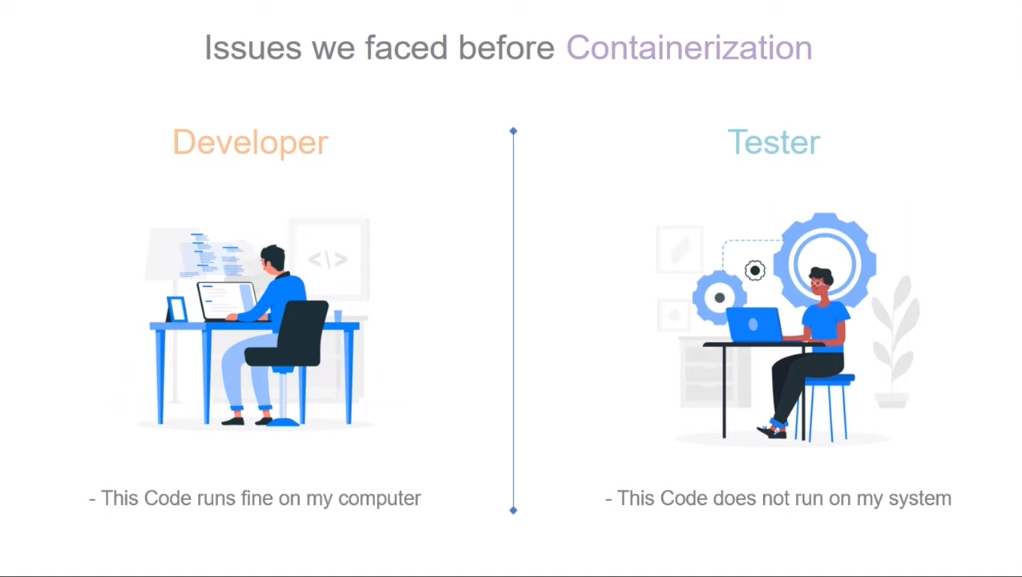 Issues we faced before Containerization
Developer
Tester
</>
- This Code runs fine on my computer
- This Code does not run on my system